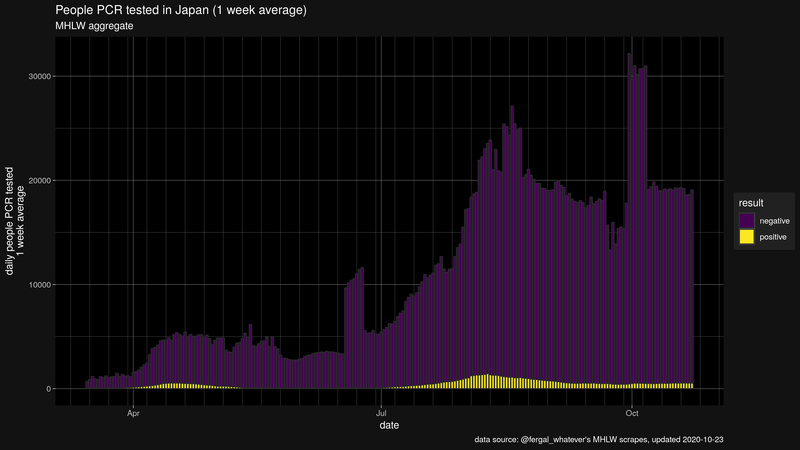 People PCR tested in Japan (1 week average)
MHLW aggregate
daily people PCR tested
1 week average
30000
20000
10000
0
Apr
Jul
Oct
date
result
negative
positive
data source: @fergal_whatever's MHLW scrapes, updated 2020-10-23